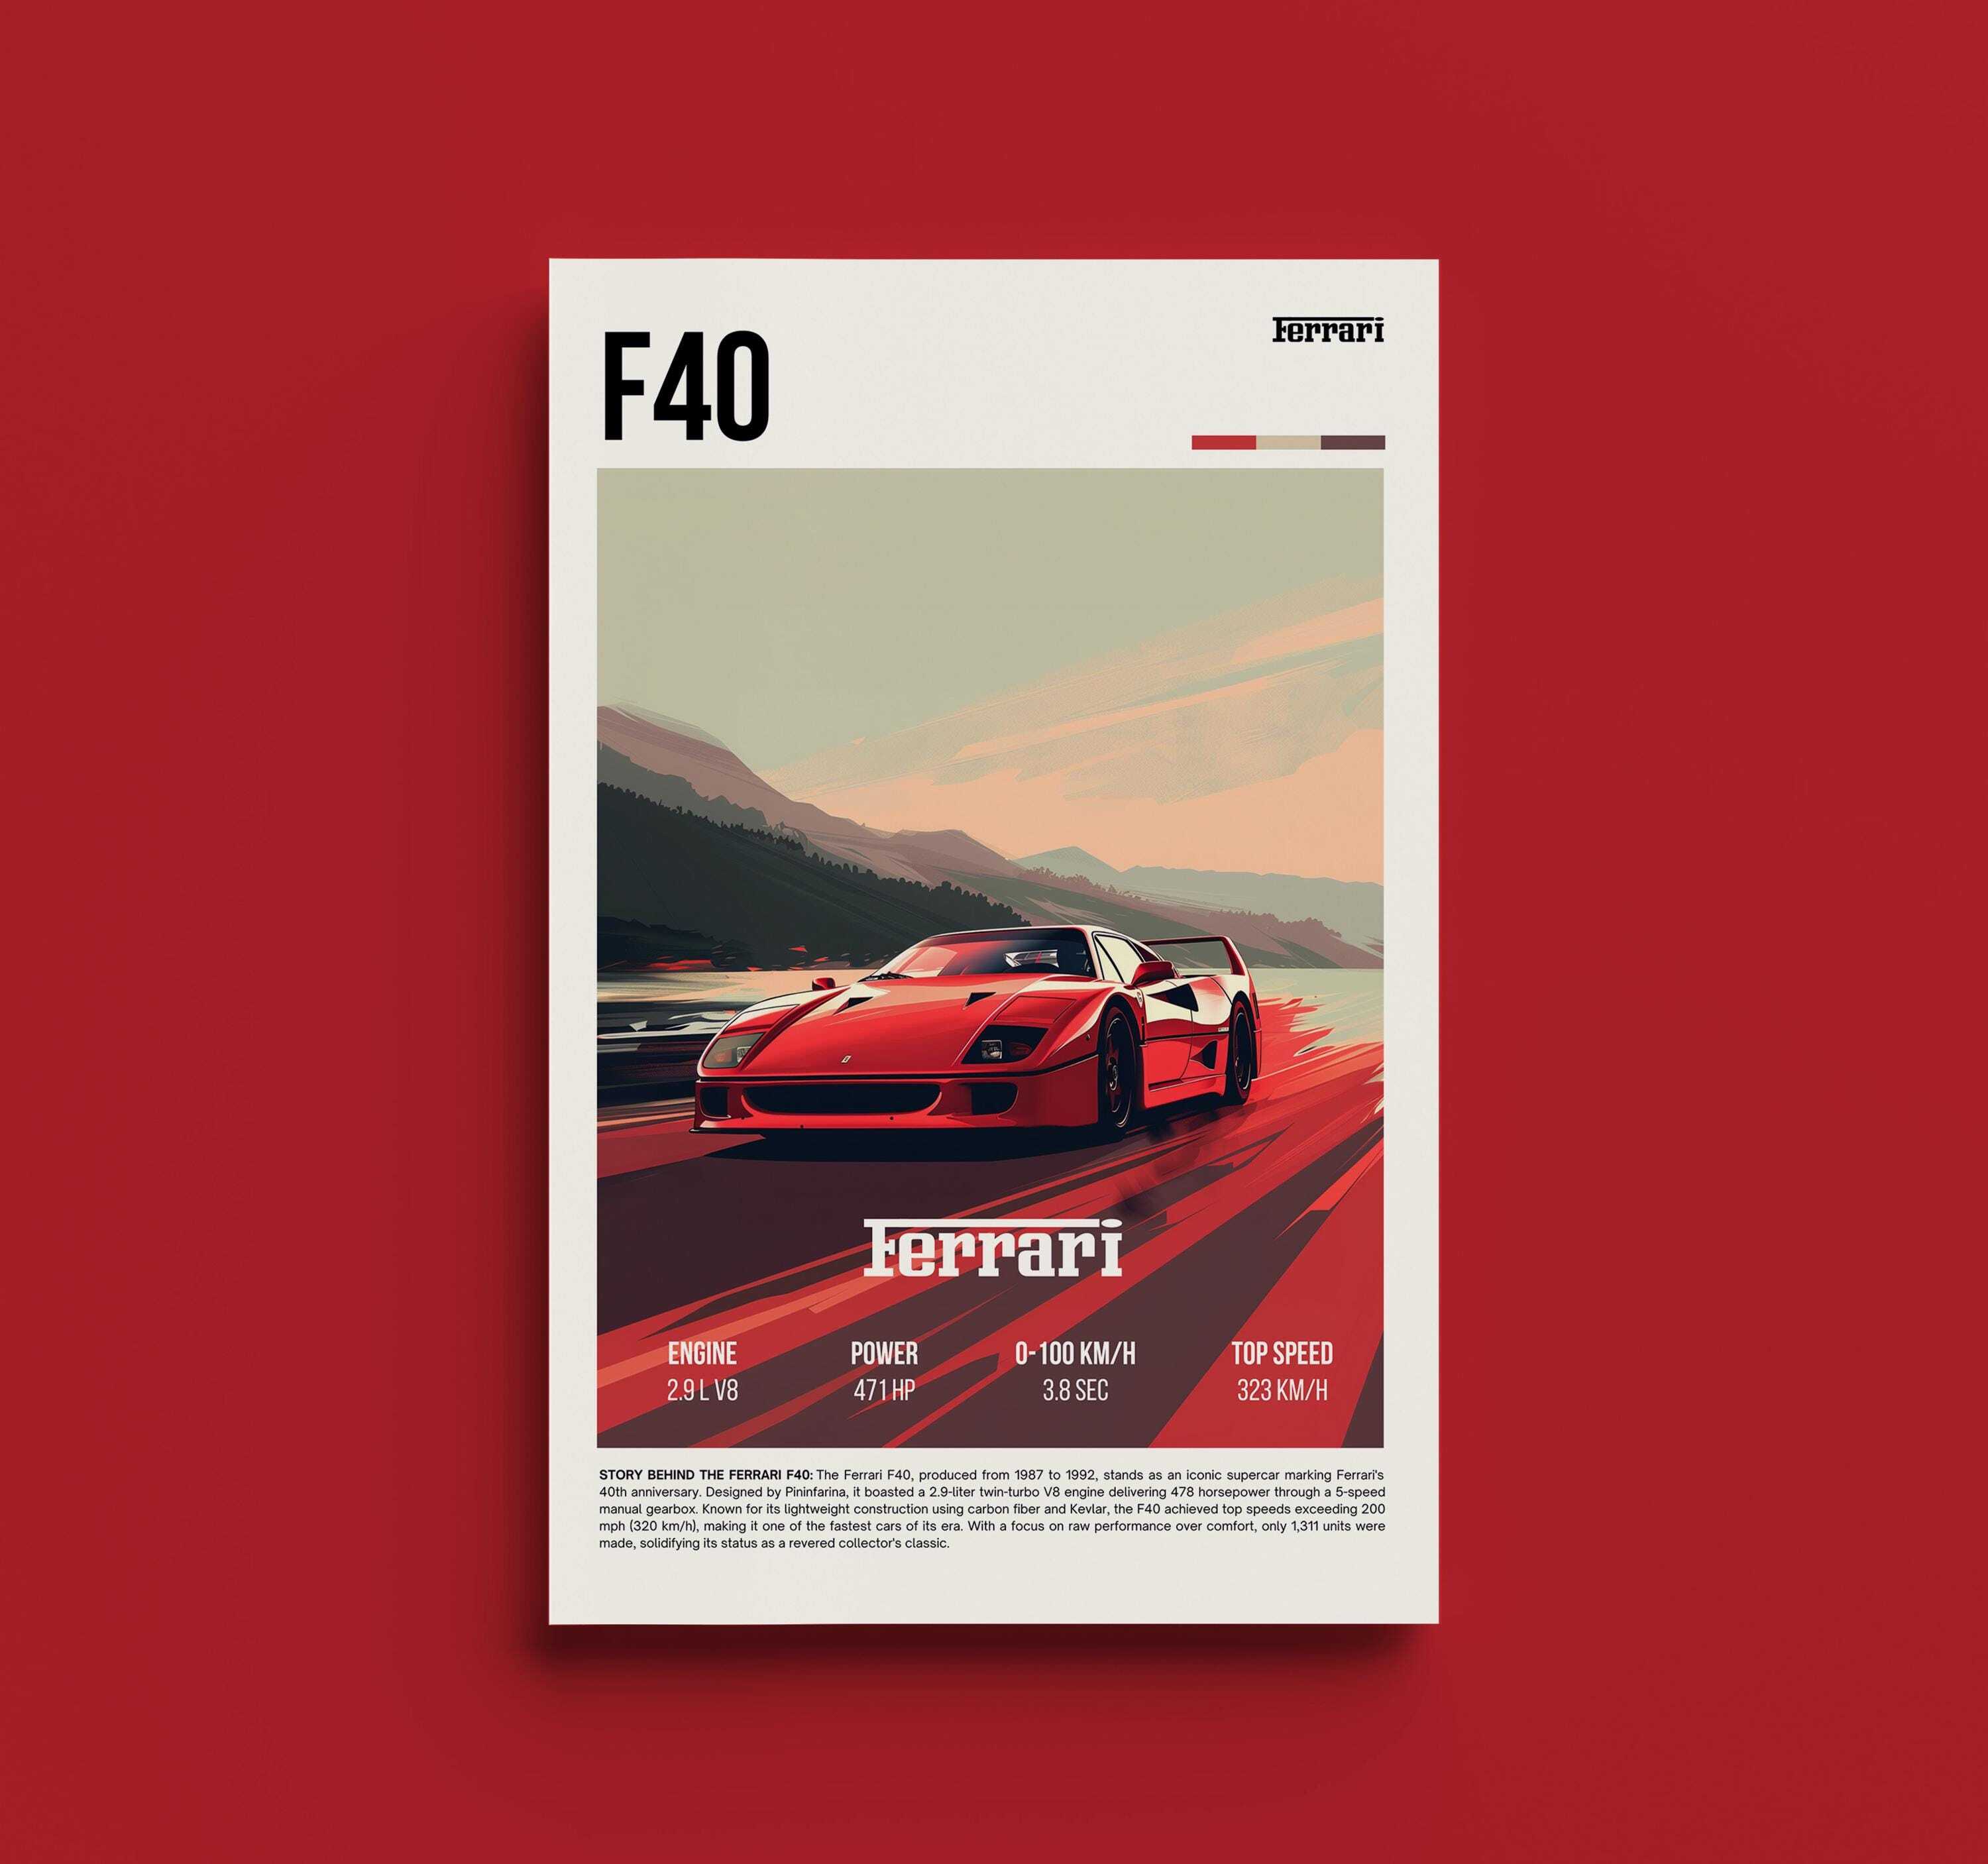 F40
Ferrari
Ferrari
ENGINE POWER 0-100 KM/H TOP SPEED
2.9 L V8 471 HP 3.8 SEC 323 KM/H
STORY BEHIND THE FERRARI F40: The Ferrari F40, produced from 1987 to 1992, stands as an iconic supercar marking Ferrari's
40th anniversary. Designed by Pininfarina, it boasted a 2.9-liter twin-turbo V8 engine delivering 478 horsepower through a 5-speed
manual gearbox. Known for its lightweight construction using carbon fiber and Kevlar, the F40 achieved top speeds exceeding 200
mph (320 km/h), making it one of the fastest cars of its era. With a focus on raw performance over comfort, only 1,311 units were
made, solidifying its status as a revered collector's classic.